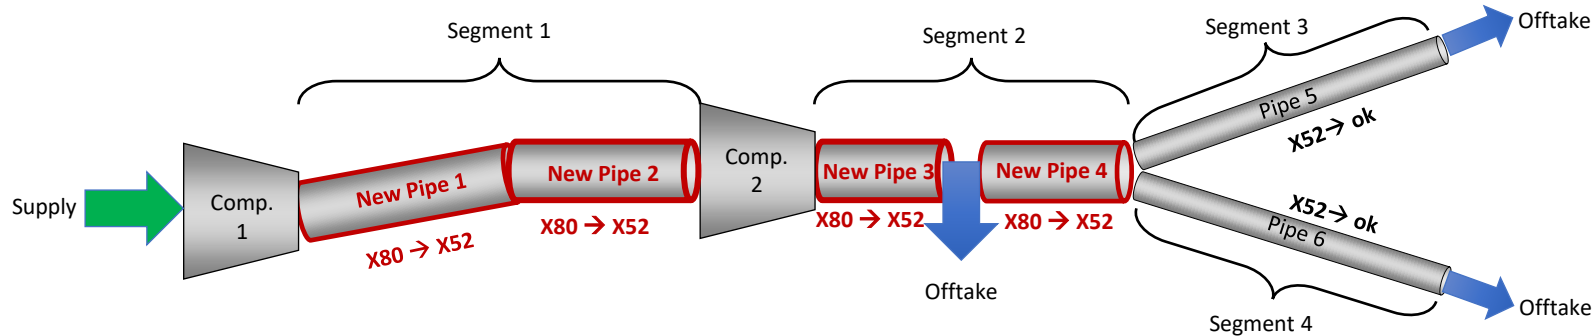 Segment 1
Segment 2
Segment 3
Offtake
Supply
Comp.
1
New Pipe 1
X80 → X52
New Pipe 2
X80 → X52
Comp.
2
New Pipe 3
X80 → X52
Offtake
New Pipe 4
X80 → X52
Pipe 5
X52→ ok
X52→ ok
Pipe 6
Segment 4
Offtake